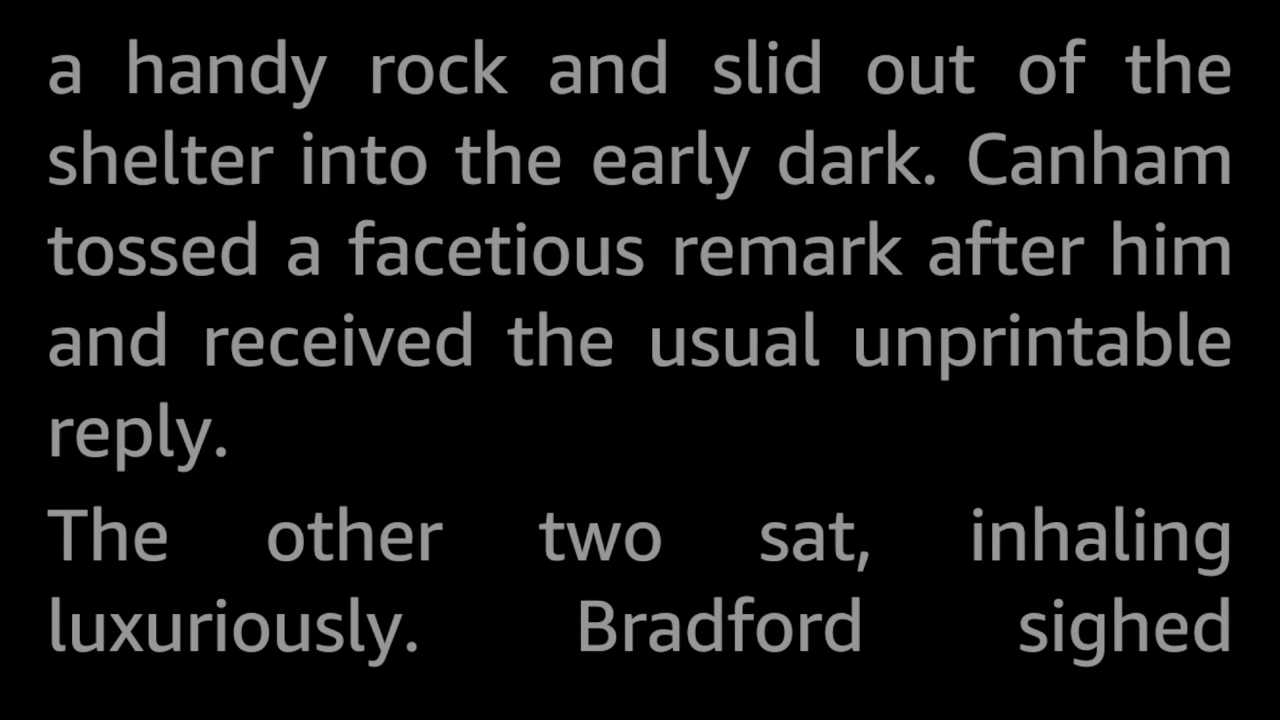 a handy rock and slid out of the
shelter into the early dark. Canham
tossed a facetious remark after him
and received the usual unprintable
reply.
The other two sat, inhaling
luxuriously. Bradford sighed